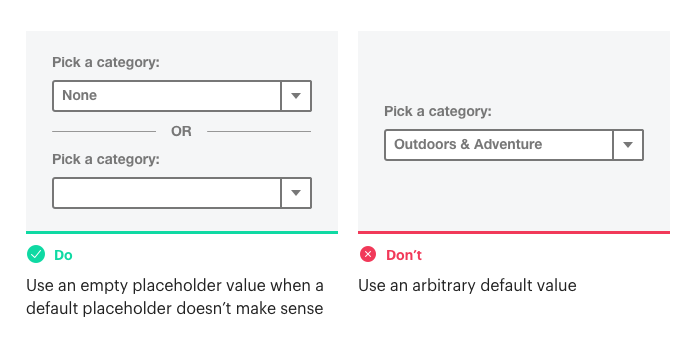 Pick a category:
None
OR
Pick a category:
Do
Use an empty placeholder value when a
default placeholder doesn’t make sense
Pick a category:
Outdoors & Adventure
Don’t
Use an arbitrary default value